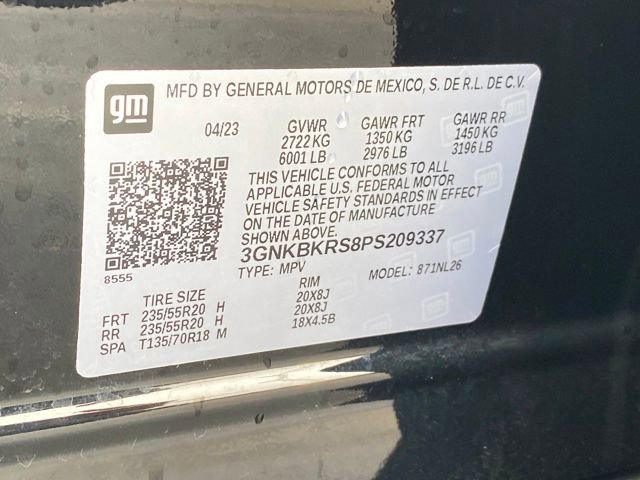 gm
MFD BY GENERAL MOTORS DE MEXICO, S. DE R.L. DE C.V.
04/23 GVWR GAWR FRT GAWR RR
2722 KG 1350 KG 1450 KG
6001 LB 2976 LB 3196 LB
THIS VEHICLE CONFORMS TO ALL
APPLICABLE U.S. FEDERAL MOTOR
VEHICLE SAFETY STANDARDS IN EFFECT
ON THE DATE OF MANUFACTURE
SHOWN ABOVE.
3GNKBKRS8PS209337
TYPE: MPV MODEL: 871NL26
8555
TIRE SIZE RIM
FRT 235/55R20 H 20X8J
RR 235/55R20 H 20X8J
SPA T135/70R18 M 18X4.5B